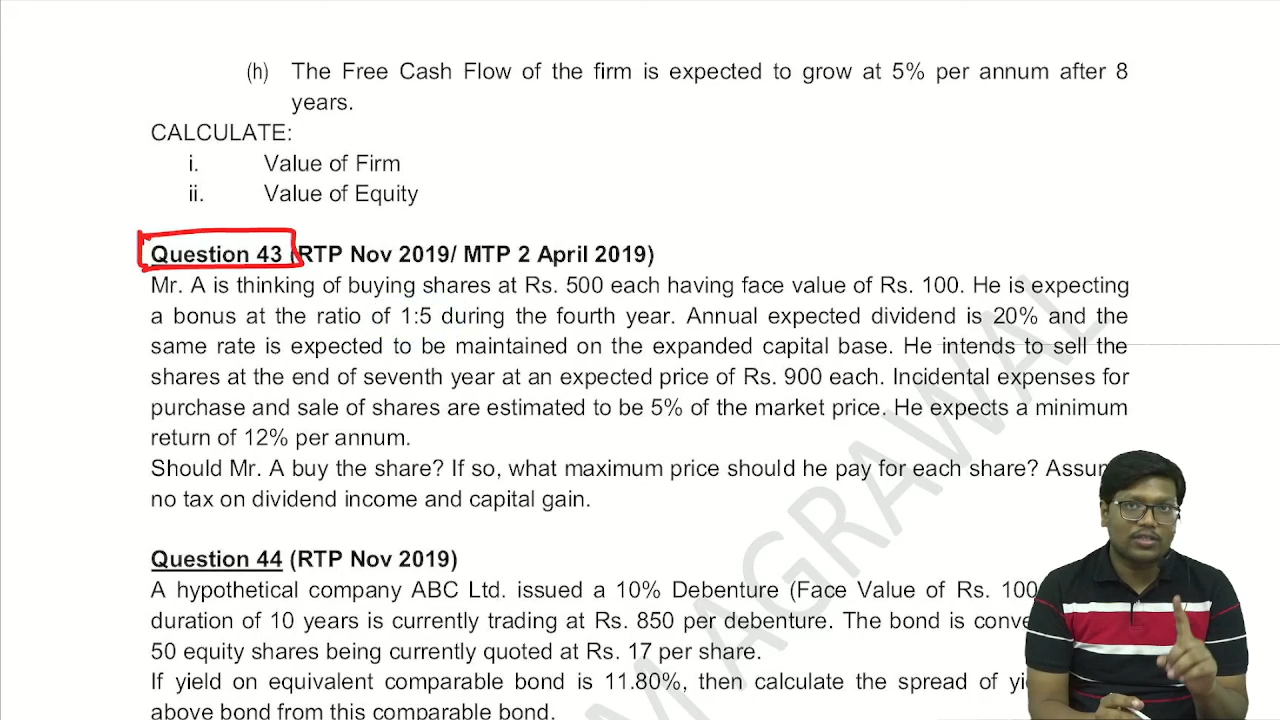 (h) The Free Cash Flow of the firm is expected to grow at 5% per annum after 8
years.
CALCULATE:
i. Value of Firm
ii. Value of Equity
Question 43 (RTP Nov 2019/ MTP 2 April 2019)
Mr. A is thinking of buying shares at Rs. 500 each having face value of Rs. 100. He is expecting
a bonus at the ratio of 1:5 during the fourth year. Annual expected dividend is 20% and the
same rate is expected to be maintained on the expanded capital base. He intends to sell the
shares at the end of seventh year at an expected price of Rs. 900 each. Incidental expenses for
purchase and sale of shares are estimated to be 5% of the market price. He expects a minimum
return of 12% per annum.
Should Mr. A buy the share? If so, what maximum price should he pay for each share?
no tax on dividend income and capital gain.
Question 44 (RTP Nov 2019)
A hypothetical company ABC Ltd. issued a 10% Debenture (Face Value of Rs.
duration of 10 years is currently trading at Rs. 850 per debenture. The bond is
50 equity shares being currently quoted at Rs. 17 per share.
If yield on equivalent comparable bond is 11.80%, then calculate the spread of
above bond from this comparable bond.
AGRAWAL